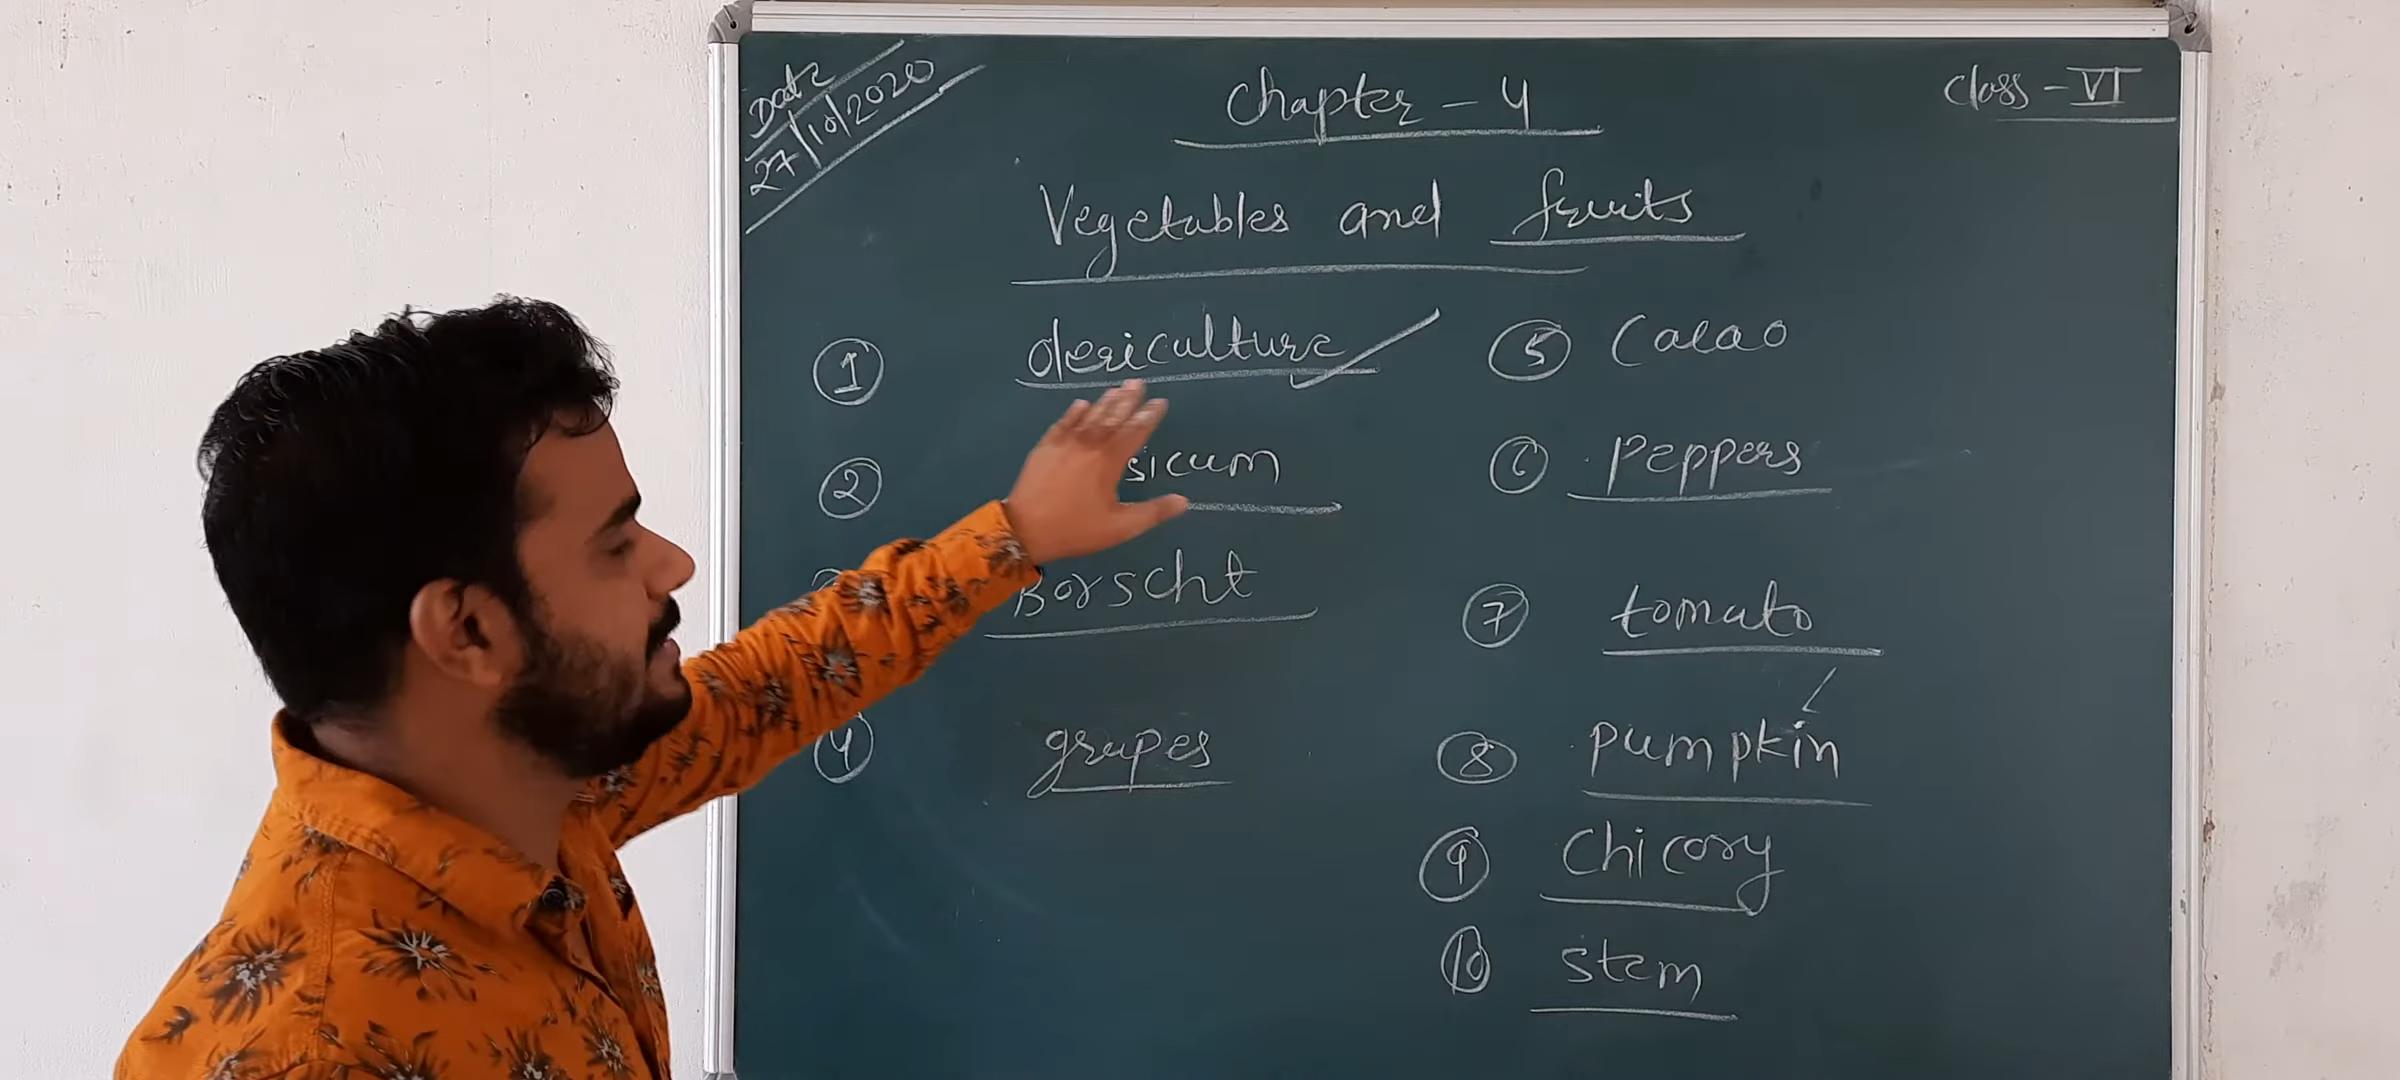 Date
27/10/2020
Chapter - 4
Class - VI
Vegetables and fruits
1 olericulture
2 sicum
Borscht
4 grapes
5 Cacao
6 Peppers
7 tomato
8 pumpkin
9 Chicory
10 stem